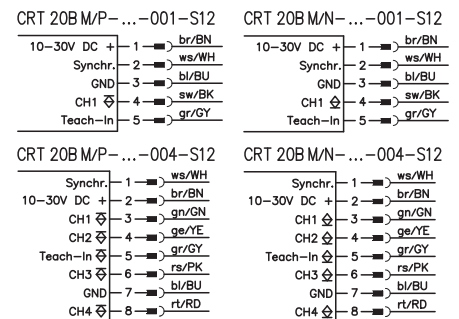 CRT 20B M/P-...-001-S12
10-30V DC + 1 br/BN
Synchr. 2 ws/WH
GND 3 bl/BU
CH1 4 sw/BK
Teach-In 5 gr/GY
CRT 20B M/N-...-001-S12
10-30V DC + 1 br/BN
Synchr. 2 ws/WH
GND 3 bl/BU
CH1 4 sw/BK
Teach-In 5 gr/GY
CRT 20B M/P-...-004-S12
Synchr. 1 ws/WH
10-30V DC + 2 br/BN
CH1 3 gn/GN
CH2 4 ge/YE
Teach-In 5 gr/GY
CH3 6 rs/PK
GND 7 bl/BU
CH4 8 rt/RD
CRT 20B M/N-...-004-S12
Synchr. 1 ws/WH
10-30V DC + 2 br/BN
CH1 3 gn/GN
CH2 4 ge/YE
Teach-In 5 gr/GY
CH3 6 rs/PK
GND 7 bl/BU
CH4 8 rt/RD